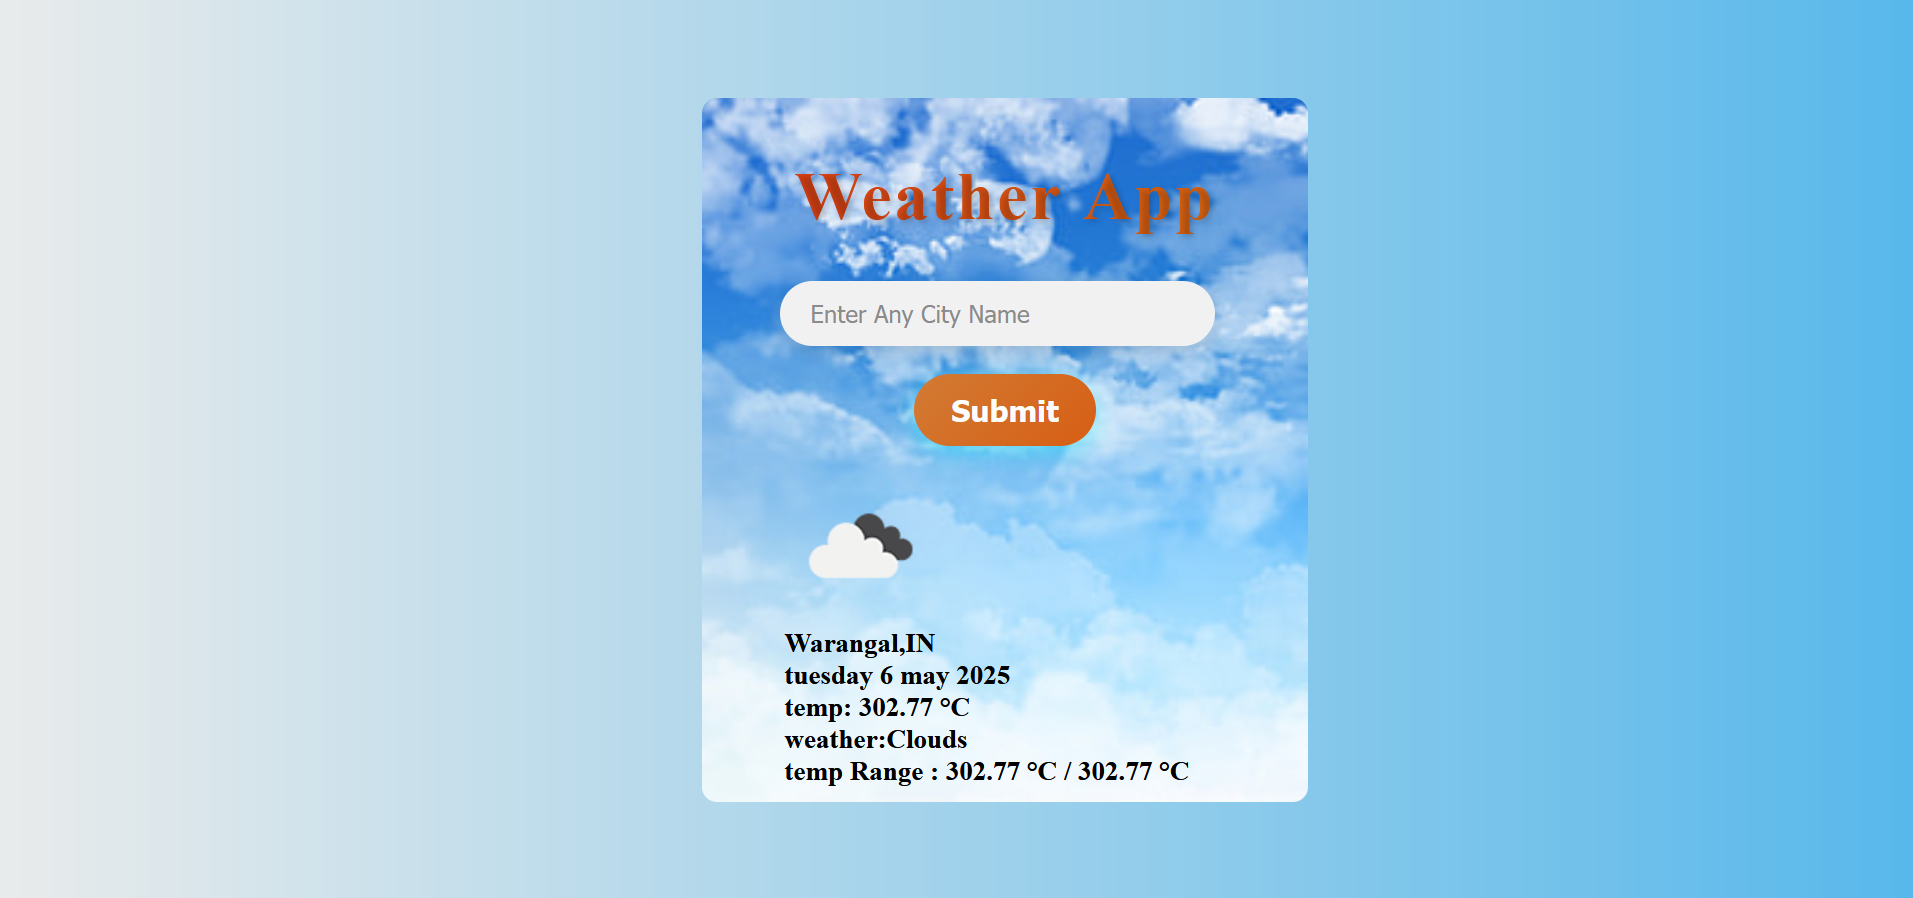 Weather App
Enter Any City Name
Submit
Warangal,IN
tuesday 6 may 2025
temp: 302.77 °C
weather:Clouds
temp Range : 302.77 °C / 302.77 °C